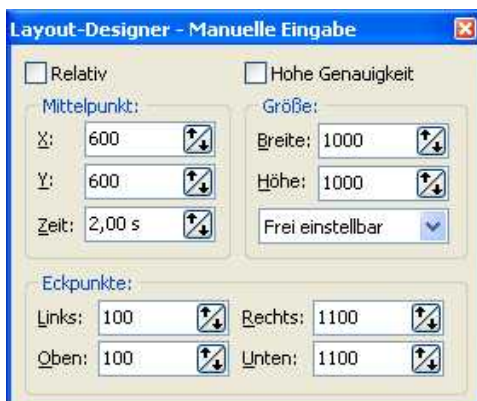 Layout-Designer - Manuelle Eingabe
Relativ Hohe Genauigkeit
Mittelpunkt: Größe:
X: 600 Breite: 1000
Y: 600 Höhe: 1000
Zeit: 2,00 s Frei einstellbar
Eckpunkte:
Links: 100 Rechts: 1100
Oben: 100 Unten: 1100